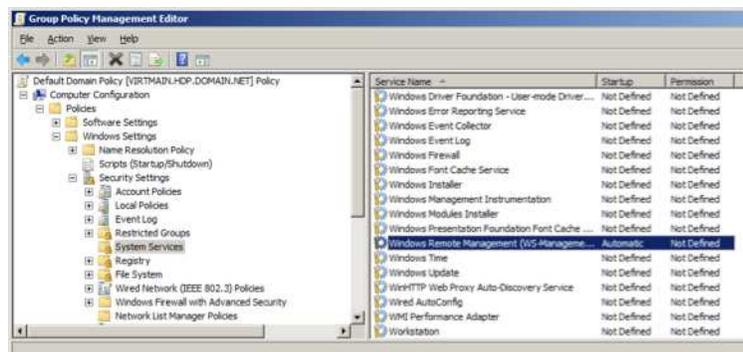 Group Policy Management Editor
File Action View Help
Default Domain Policy [VIRTMAIN.HDP.DOMAIN.NET] Policy
Computer Configuration
Policies
Software Settings
Windows Settings
Name Resolution Policy
Scripts (Startup/Shutdown)
Security Settings
Account Policies
Local Policies
Event Log
Restricted Groups
System Services
Registry
File System
Wired Network (IEEE 802.3) Policies
Windows Firewall with Advanced Security
Network List Manager Policies
Service Name Startup Permission
Windows Driver Foundation - User-mode Driver... Not Defined Not Defined
Windows Error Reporting Service Not Defined Not Defined
Windows Event Collector Not Defined Not Defined
Windows Event Log Not Defined Not Defined
Windows Firewall Not Defined Not Defined
Windows Font Cache Service Not Defined Not Defined
Windows Installer Not Defined Not Defined
Windows Management Instrumentation Not Defined Not Defined
Windows Modules Installer Not Defined Not Defined
Windows Presentation Foundation Font Cache ... Not Defined Not Defined
Windows Remote Management (WS-Manageme... Automatic Not Defined
Windows Time Not Defined Not Defined
Windows Update Not Defined Not Defined
WinHTTP Web Proxy Auto-Discovery Service Not Defined Not Defined
Wired AutoConfig Not Defined Not Defined
WMI Performance Adapter Not Defined Not Defined
Workstation Not Defined Not Defined